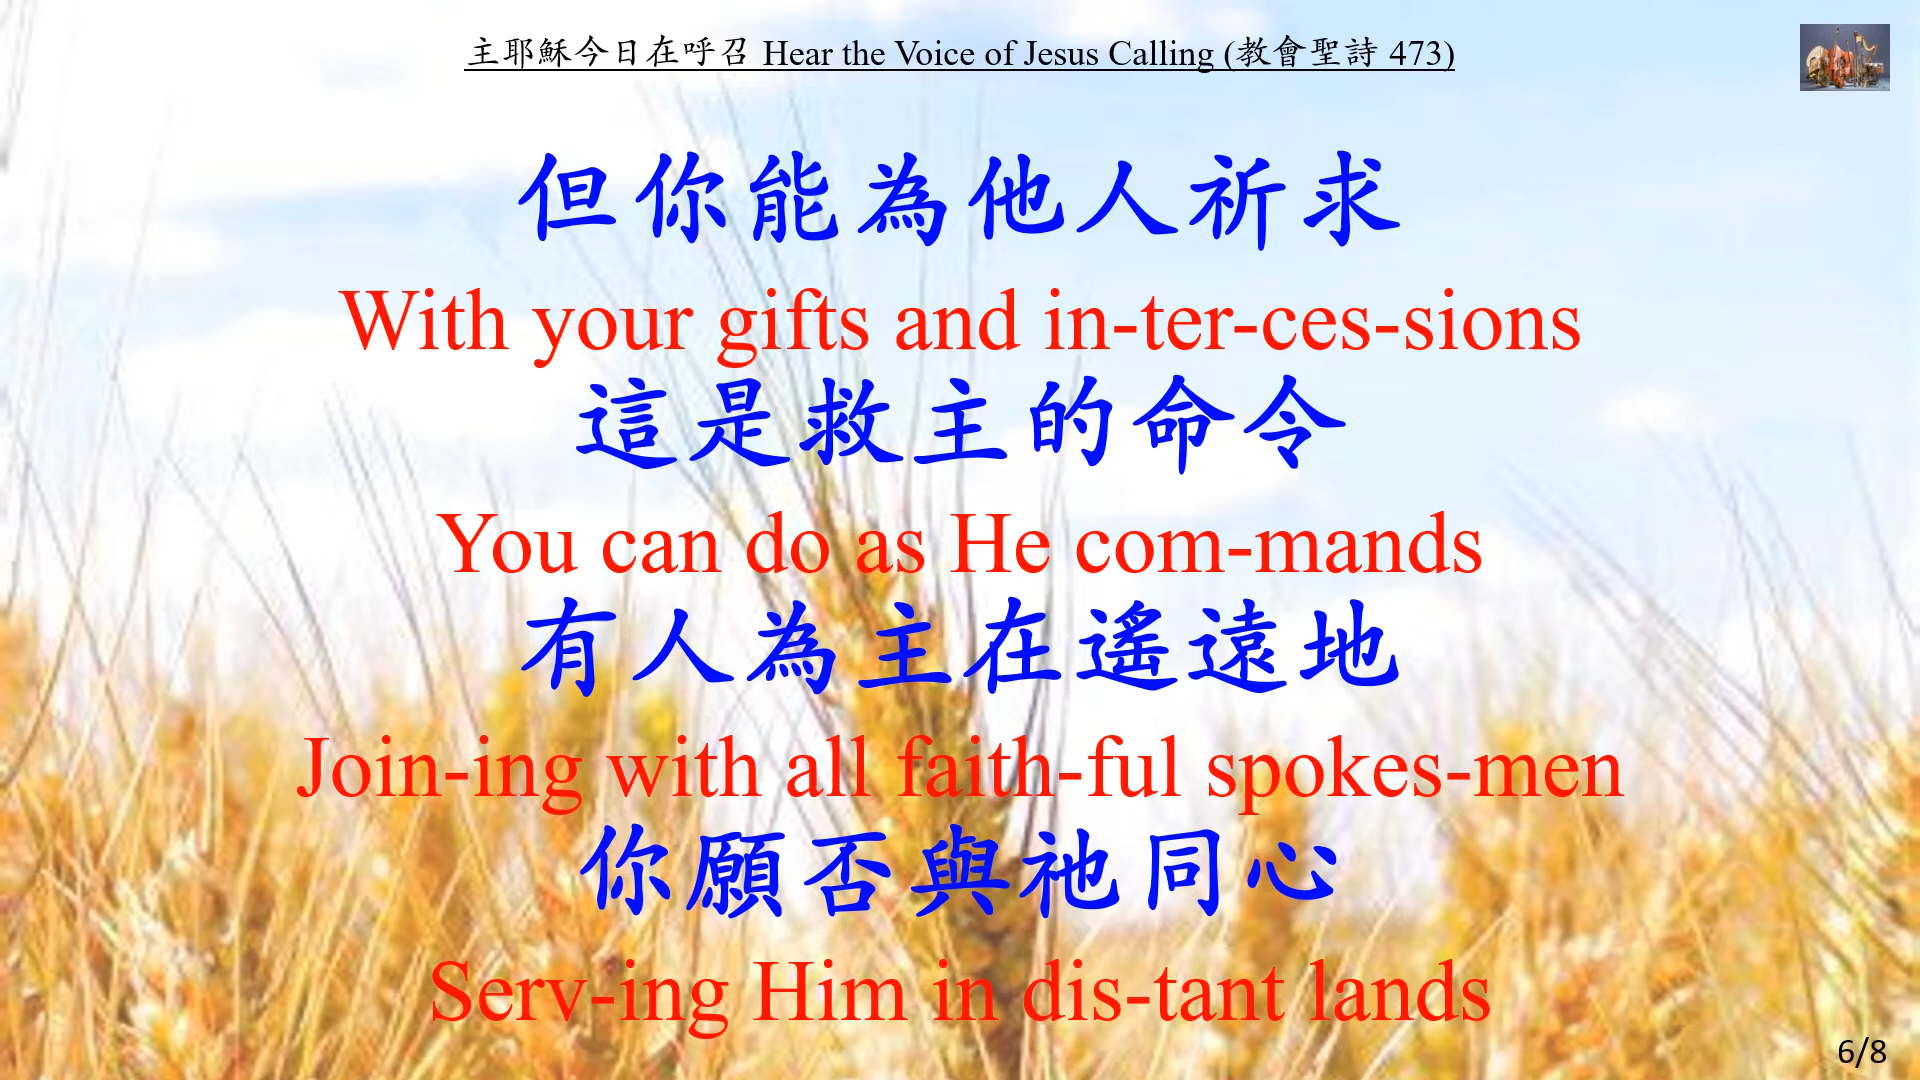 主耶穌今日在呼召 Hear the Voice of Jesus Calling (教會聖詩 473)
但你能為他人祈求
With your gifts and in-ter-ces-sions
這是救主的命令
You can do as He com-mands
有人為主在遙遠地
Join-ing with all faith-ful spokes-men
你願否與祂同心
Serv-ing Him in dis-tant lands
6/8